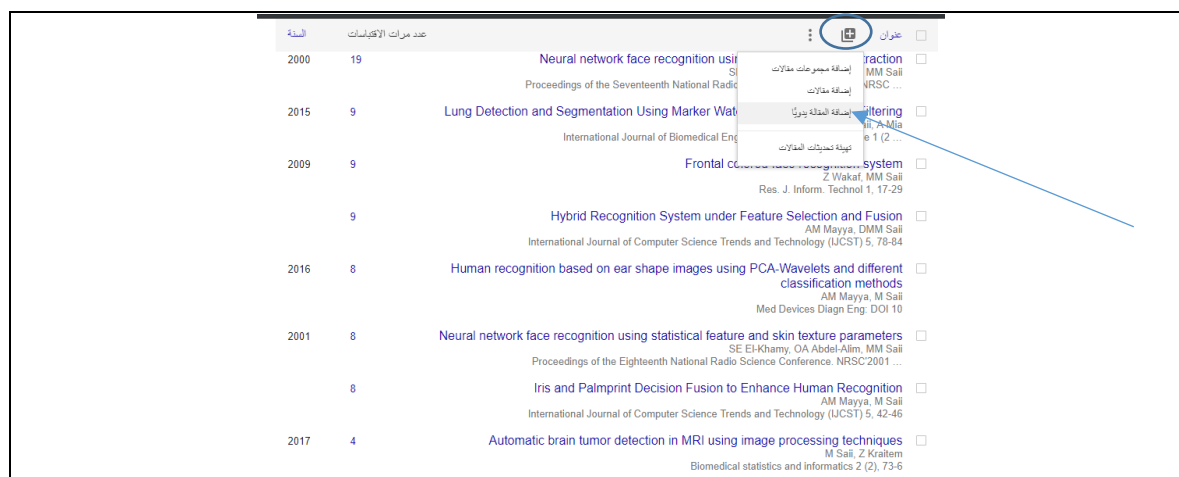 عنوان عدد مرات الاقتباسات السنة
إضافة مجموعات مقالات
إضافة مقالات
إضافة المقالة يدويًا
تهيئة تحديثات المقالات
Neural network face recognition usin raction 19 2000
S MM Saii
Proceedings of the Seventeenth National Radio NRSC ...
Lung Detection and Segmentation Using Marker Wat iltering 9 2015
aii, A Mia
International Journal of Biomedical Eng e 1 (2 ...
Frontal colored face recognition system 9 2009
Z Wakaf, MM Saii
Res. J. Inform. Technol 1, 17-29
Hybrid Recognition System under Feature Selection and Fusion 9
AM Mayya, DMM Saii
International Journal of Computer Science Trends and Technology (IJCST) 5, 78-84
Human recognition based on ear shape images using PCA-Wavelets and different 8 2016
classification methods
AM Mayya, M Saii
Med Devices Diagn Eng: DOI 10
Neural network face recognition using statistical feature and skin texture parameters 8 2001
SE El-Khamy, OA Abdel-Alim, MM Saii
Proceedings of the Eighteenth National Radio Science Conference. NRSC'2001 ...
Iris and Palmprint Decision Fusion to Enhance Human Recognition 8
AM Mayya, M Saii
International Journal of Computer Science Trends and Technology (IJCST) 5, 42-46
Automatic brain tumor detection in MRI using image processing techniques 4 2017
M Saii, Z Kraitem
Biomedical statistics and informatics 2 (2), 73-6